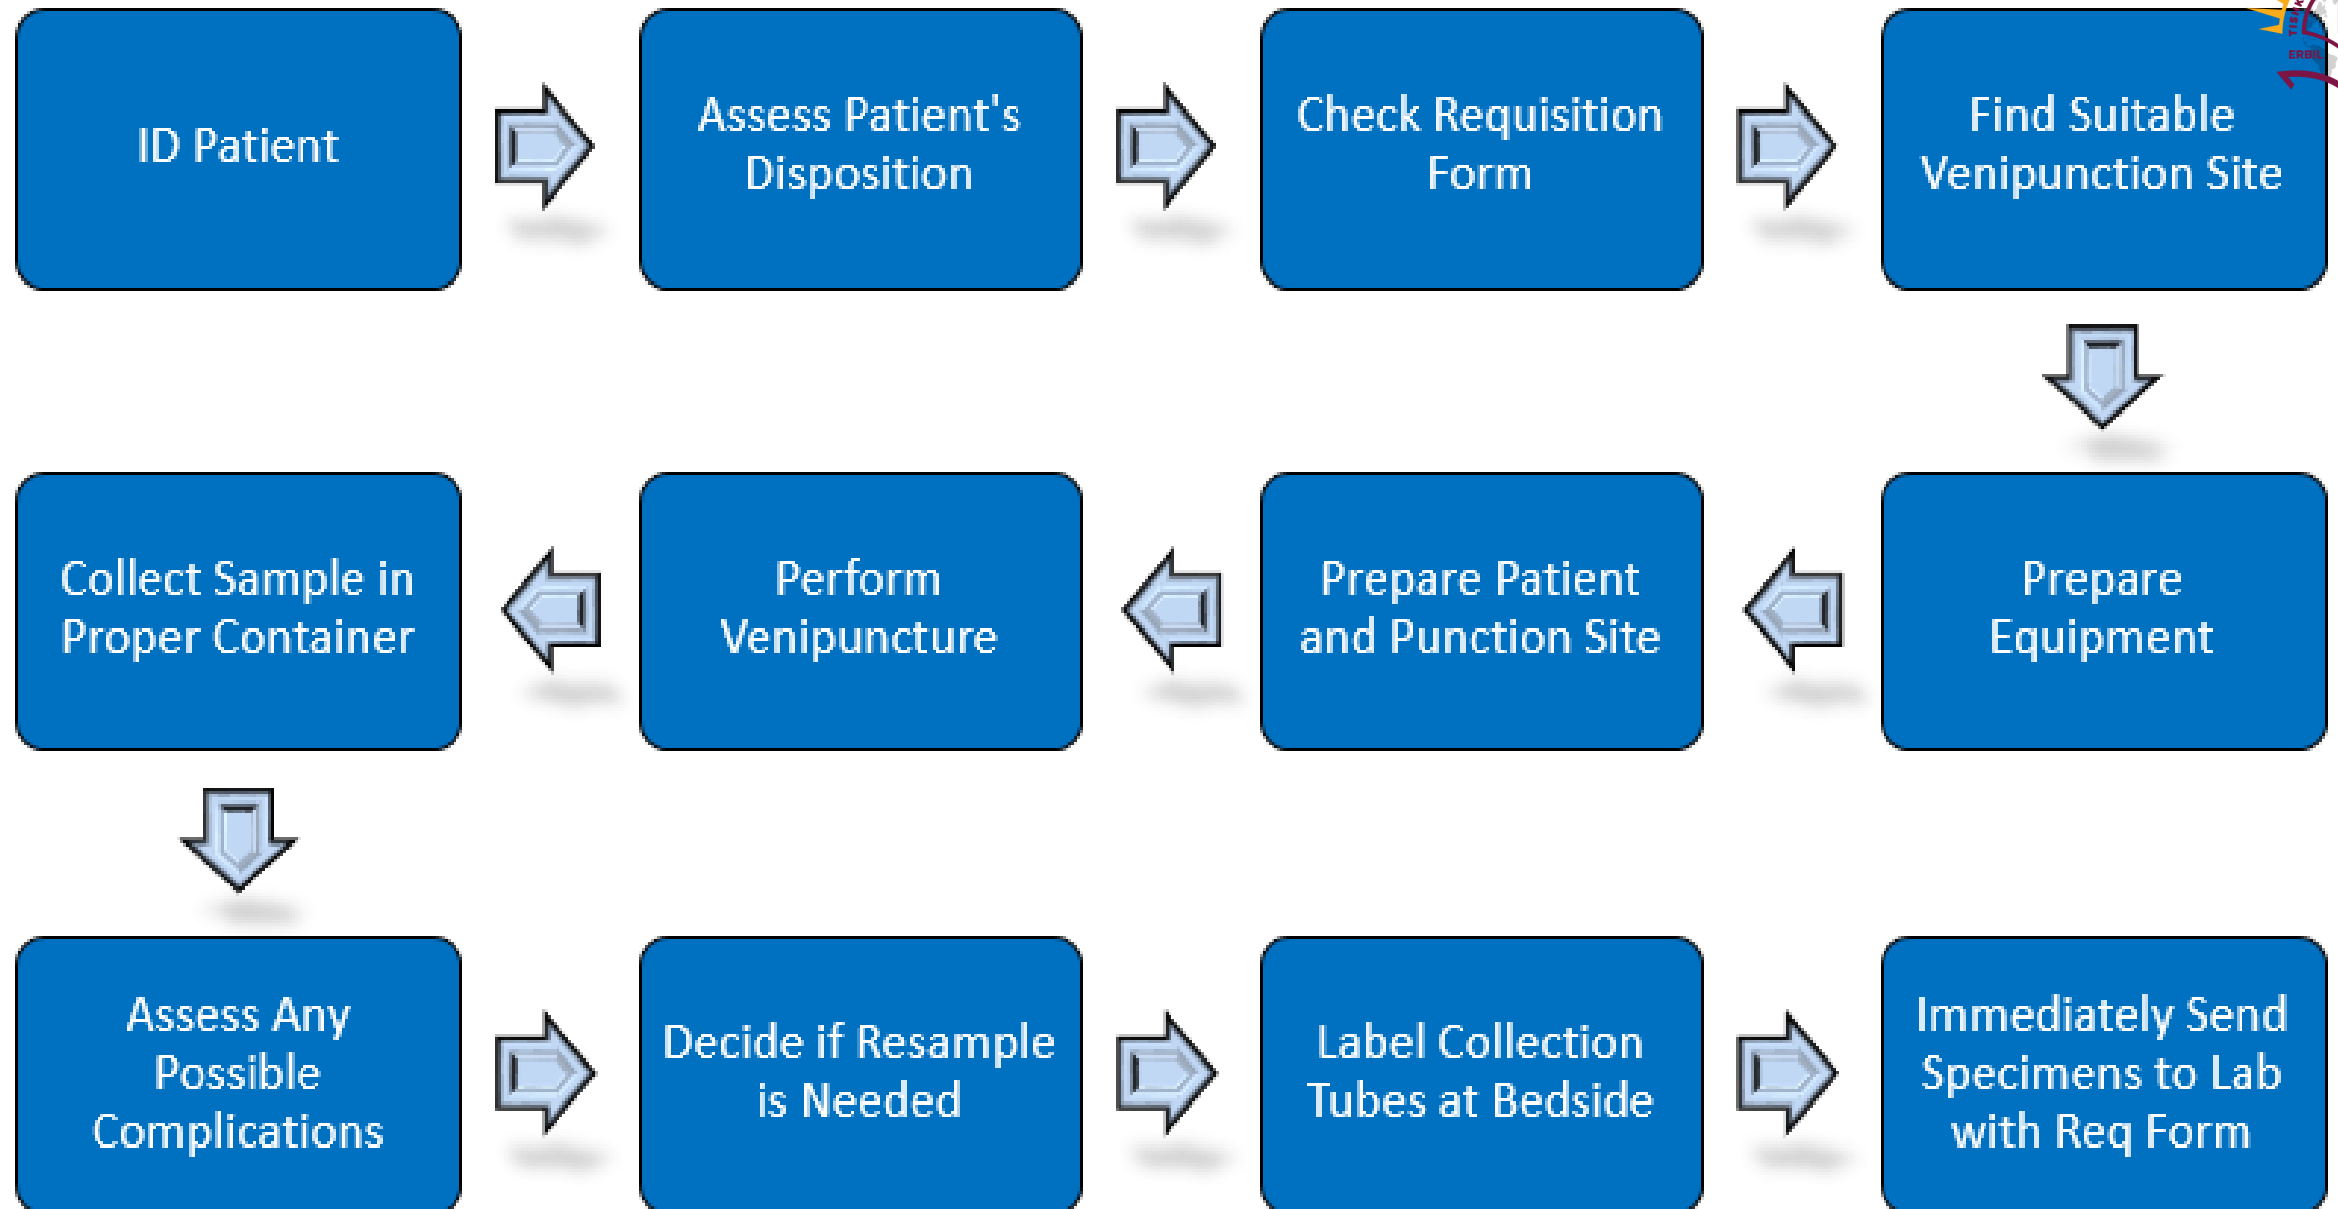 ID Patient
Assess Patient's
Disposition
Check Requisition
Form
Find Suitable
Venipunction Site
Prepare
Equipment
Prepare Patient
and Punction Site
Perform
Venipuncture
Collect Sample in
Proper Container
Assess Any
Possible
Complications
Decide if Resample
is Needed
Label Collection
Tubes at Bedside
Immediately Send
Specimens to Lab
with Req Form
ERBIL